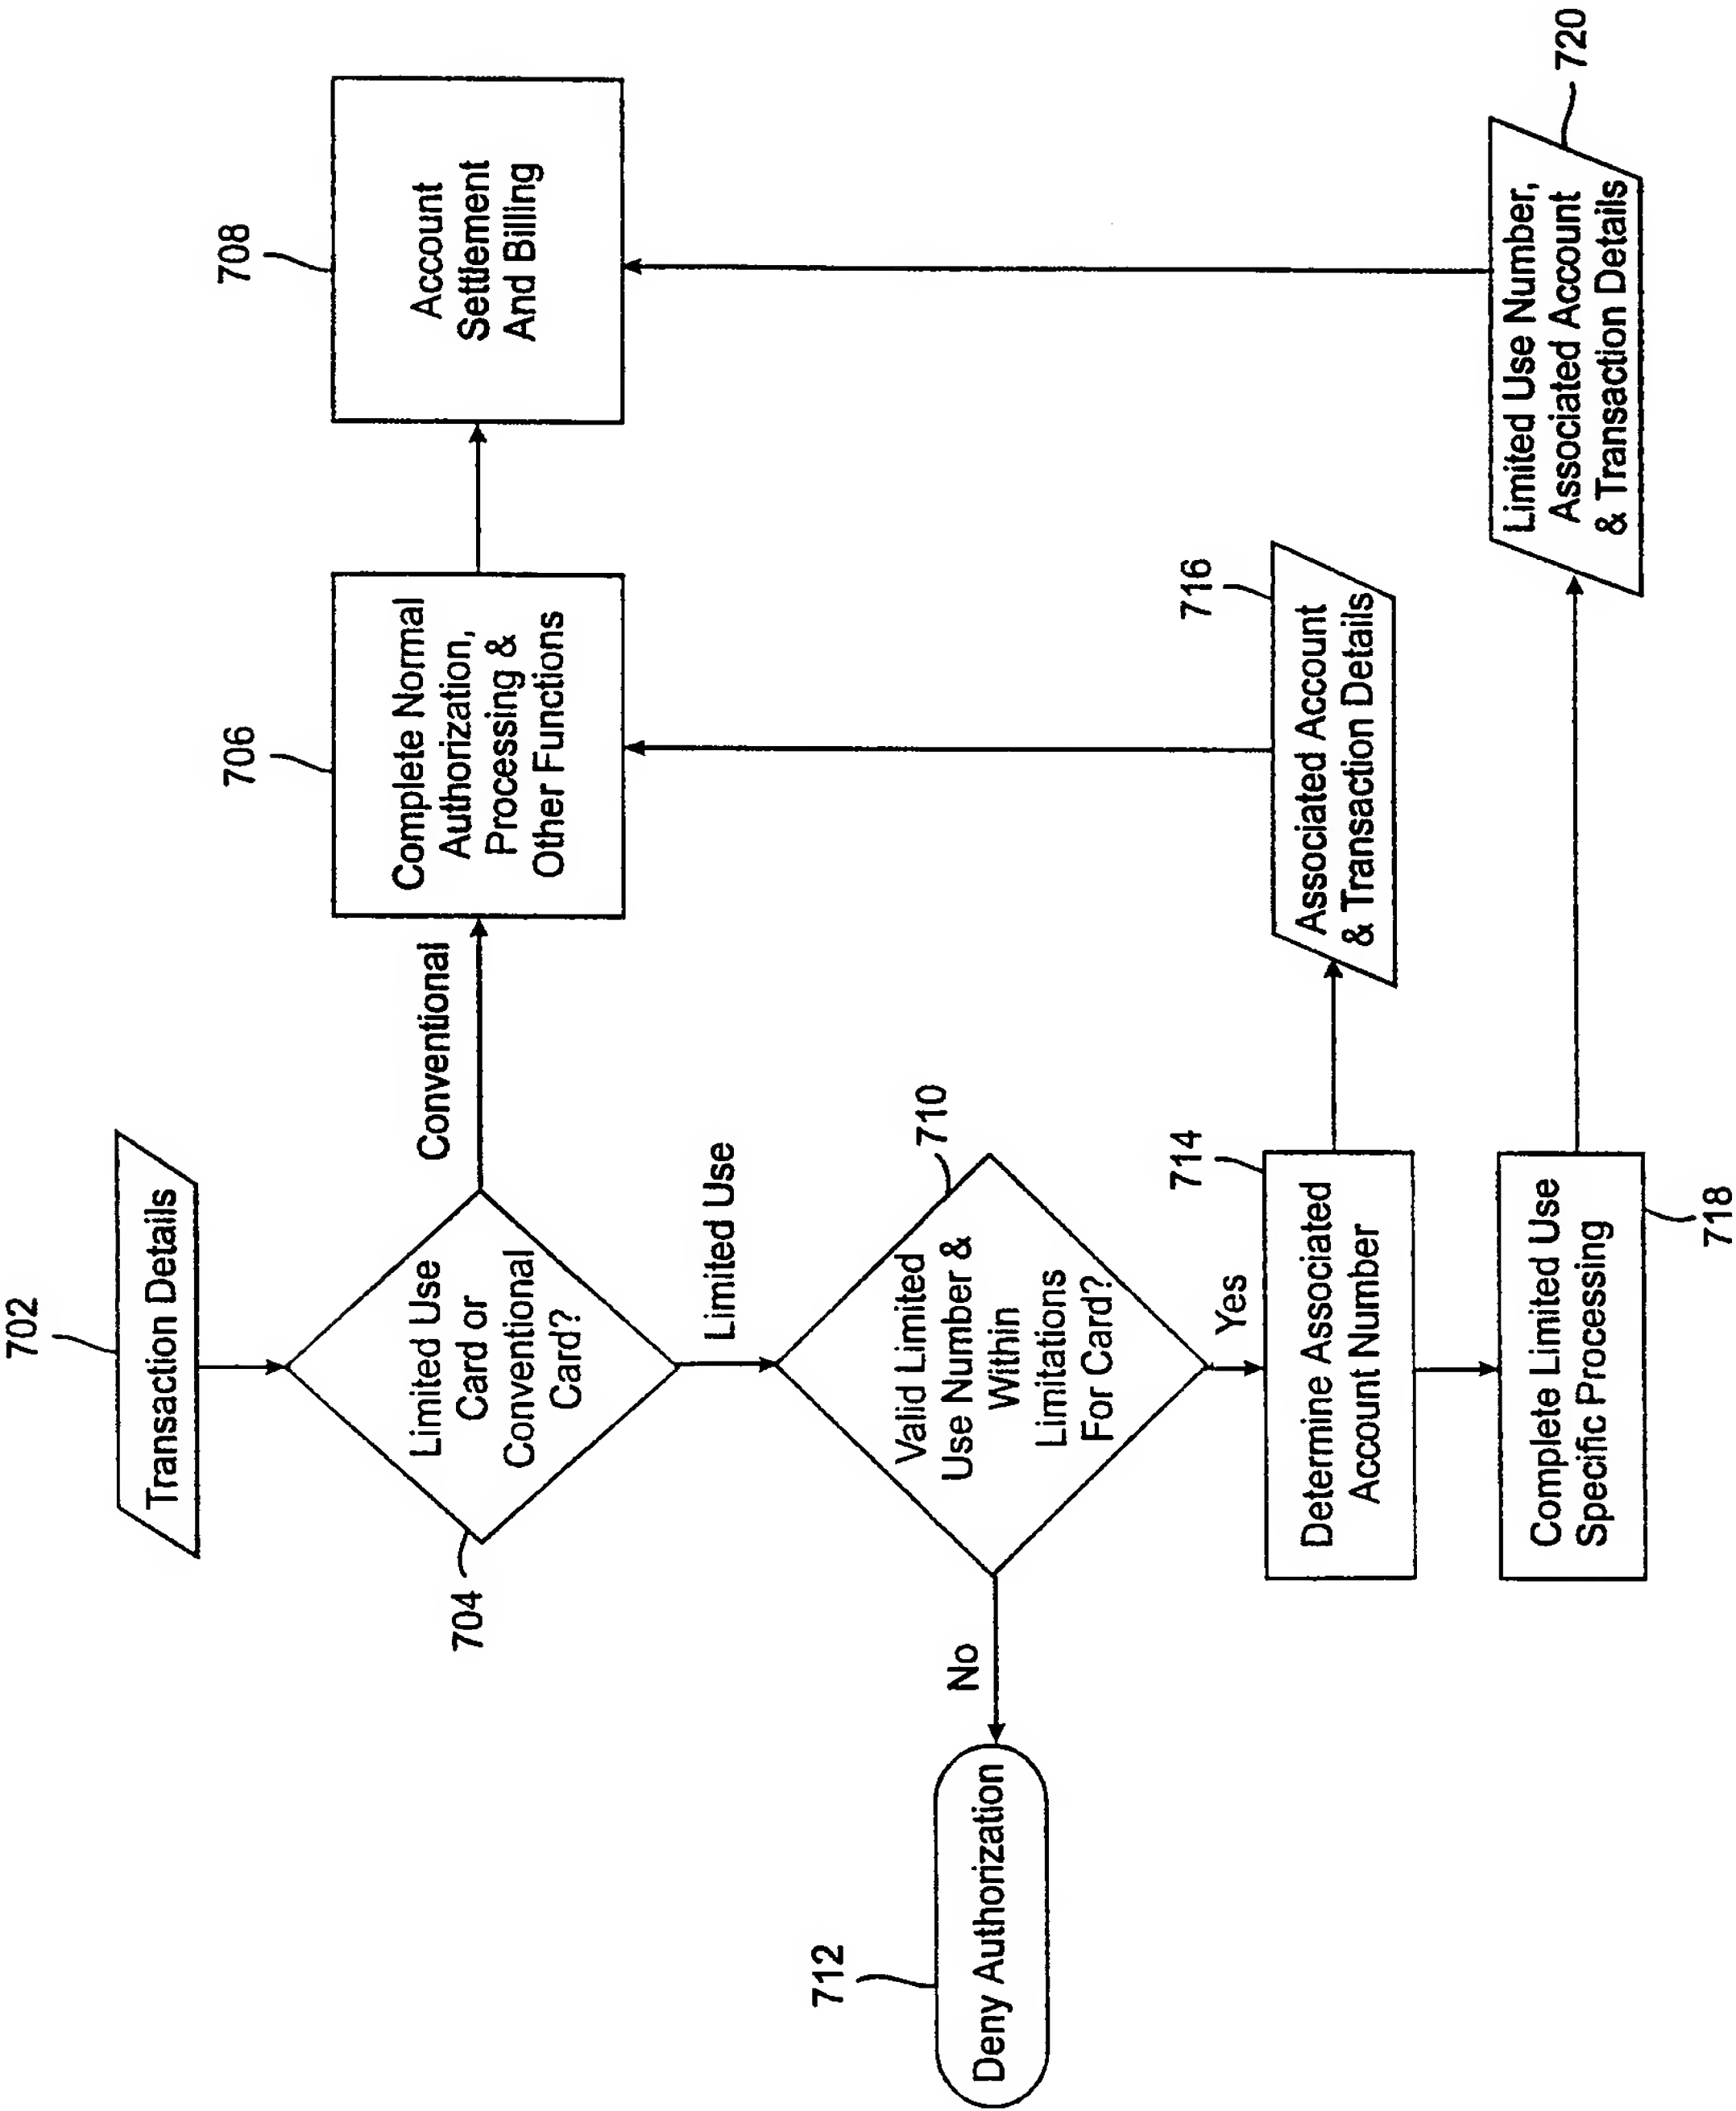 702
Transaction Details
704
Limited Use
Card or
Conventional
Card?
Conventional
706
Complete Normal
Authorization,
Processing &
Other Functions
708
Account
Settlement
And Billing
Limited Use
710
Valid Limited
Use Number &
Within
Limitations
For Card?
No
712
Deny Authorization
Yes
714
Determine Associated
Account Number
716
Associated Account
& Transaction Details
718
Complete Limited Use
Specific Processing
720
Limited Use Number,
Associated Account
& Transaction Details